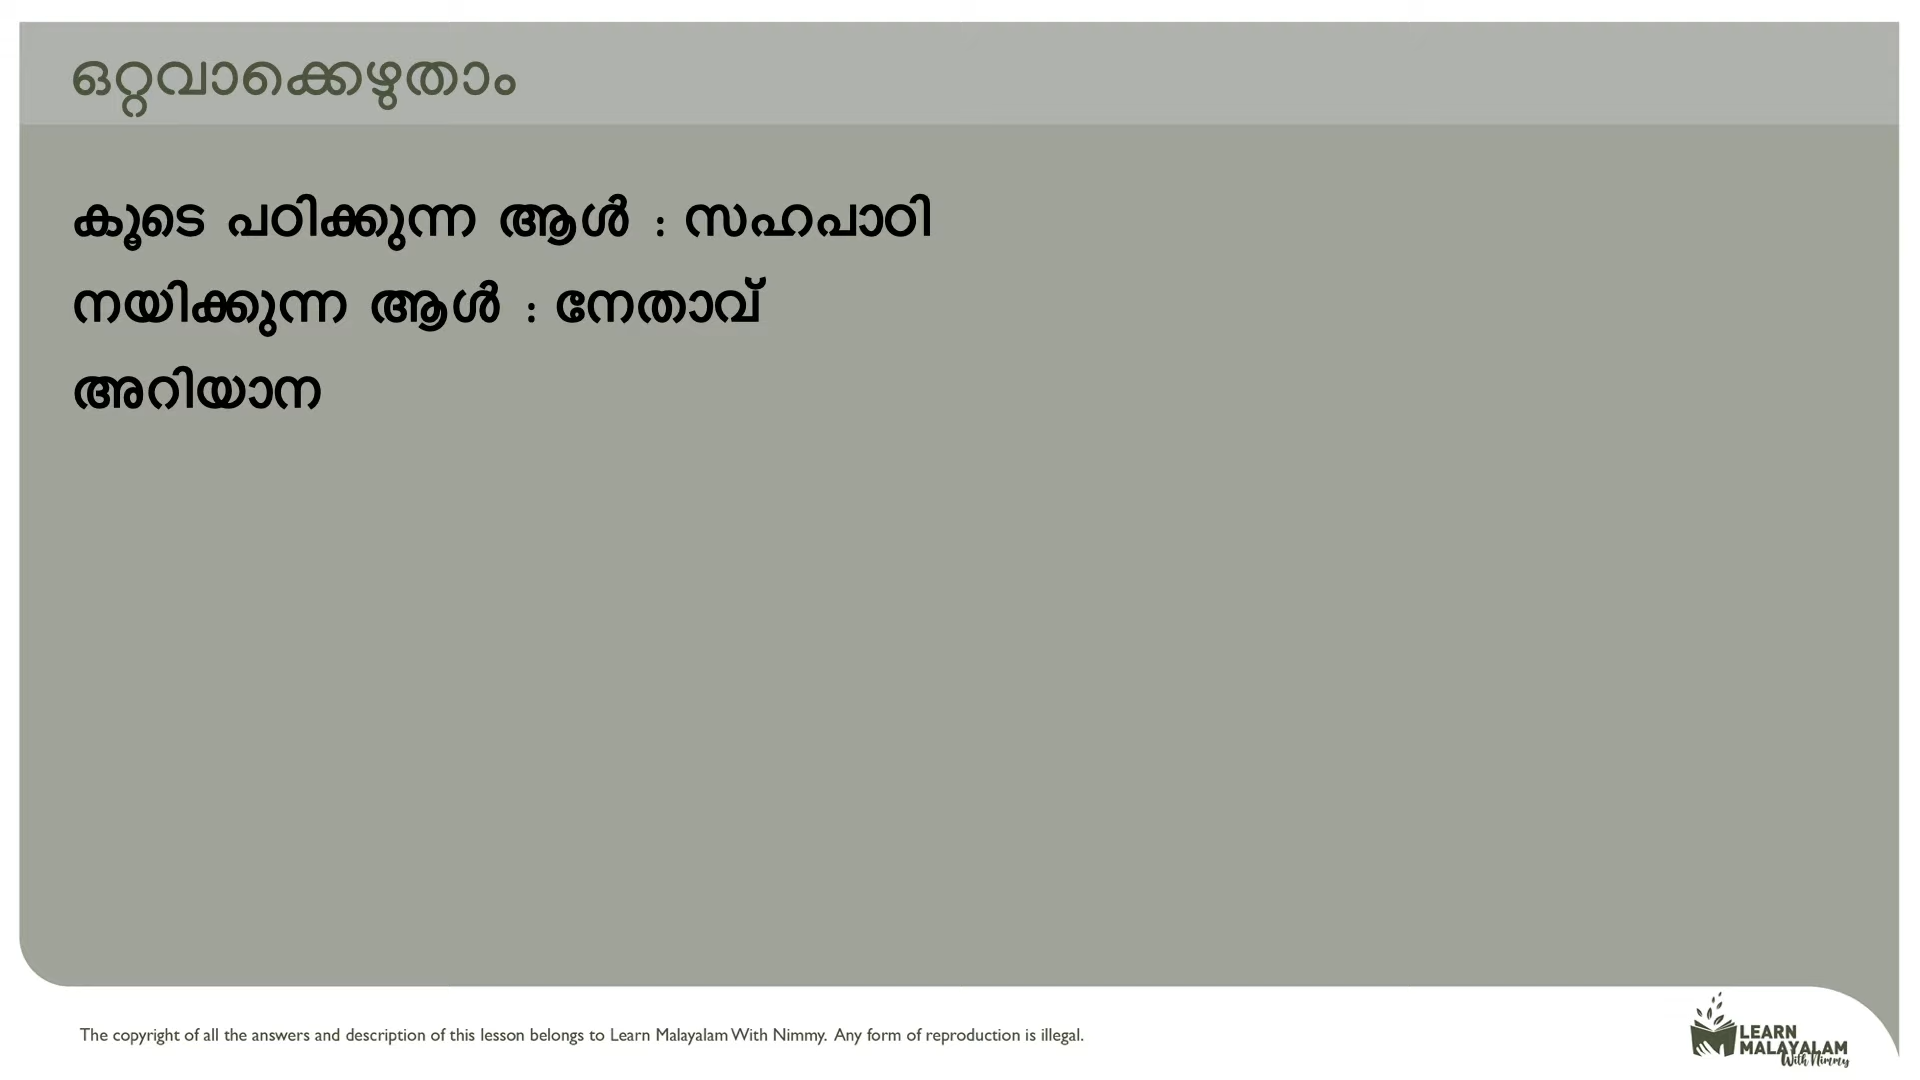 ഒറ്റവാക്കെഴുതാം
കൂടെ പഠിക്കുന്ന ആൾ : സഹപാഠി
നയിക്കുന്ന ആൾ : നേതാവ്
അറിയാന
The copyright of all the answers and description of this lesson belongs to Learn Malayalam With Nimmy. Any form of reproduction is illegal.
LEARN
MALAYALAM
With Nimmy